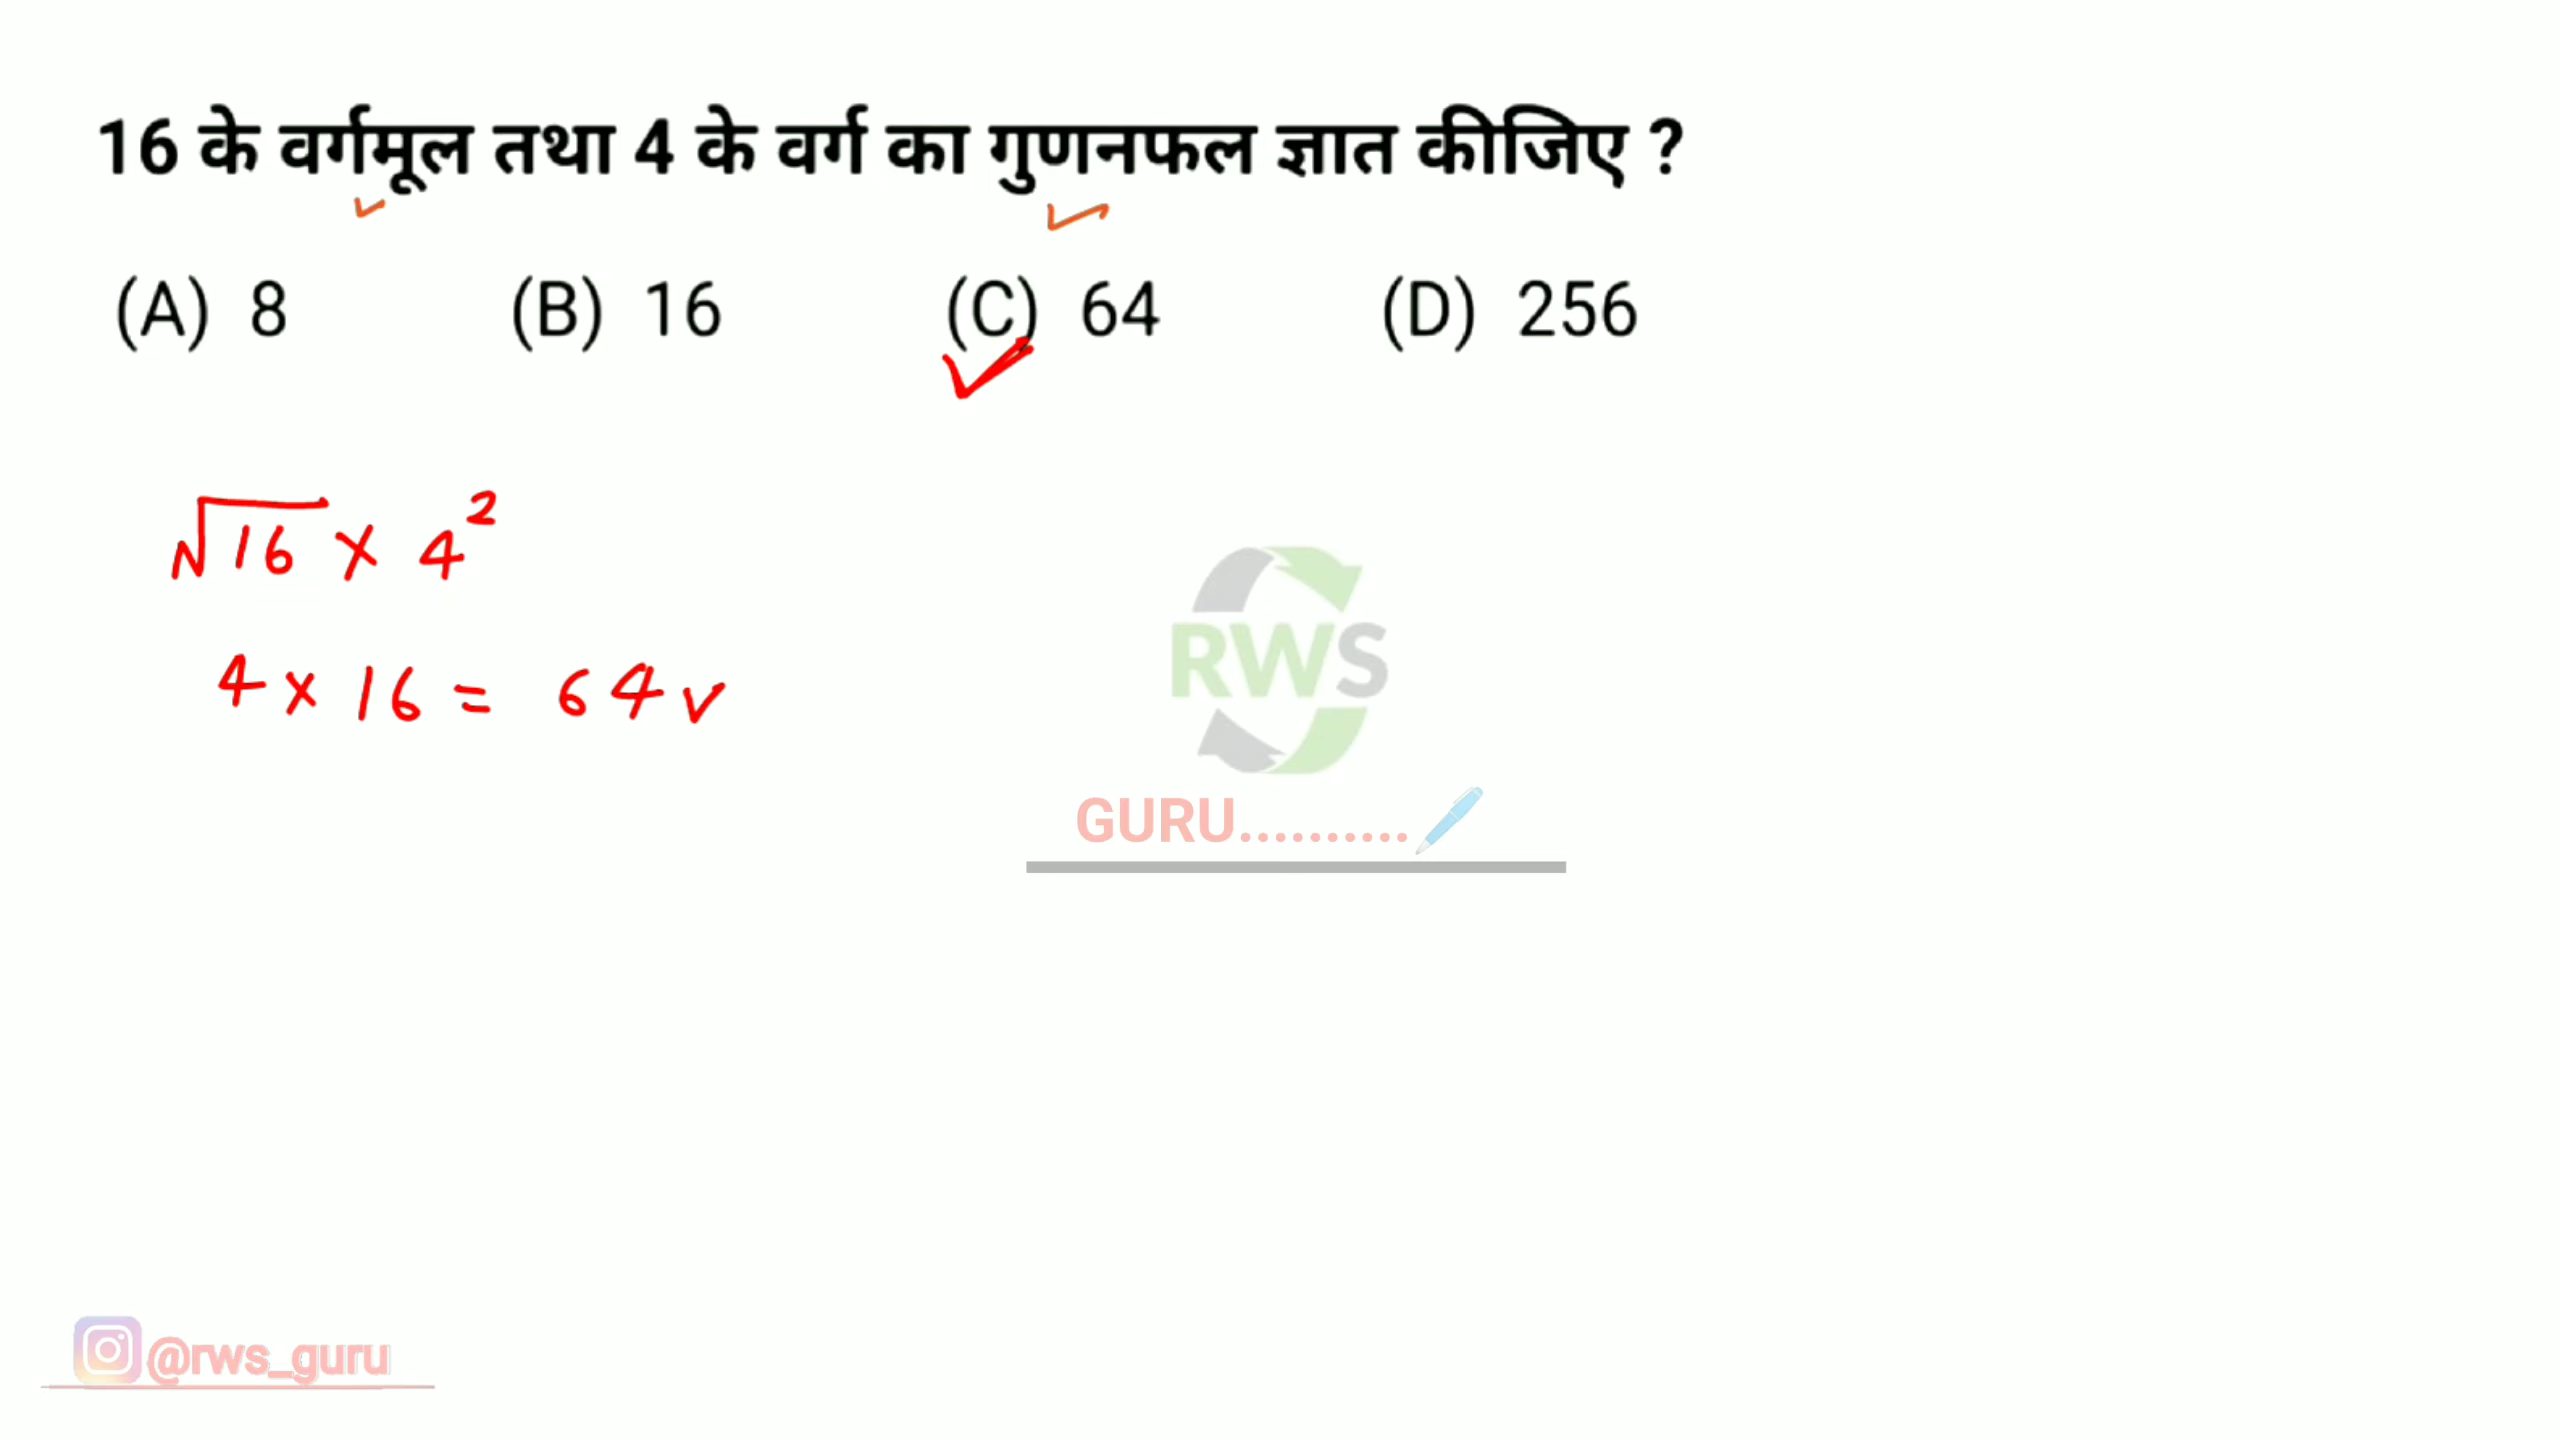 16 के वर्गमूल तथा 4 के वर्ग का गुणनफल ज्ञात कीजिए ?
(A) 8 (B) 16 (C) 64 (D) 256
√16 × 4²
4 × 16 = 64
RWS
GURU..........
@rws_guru